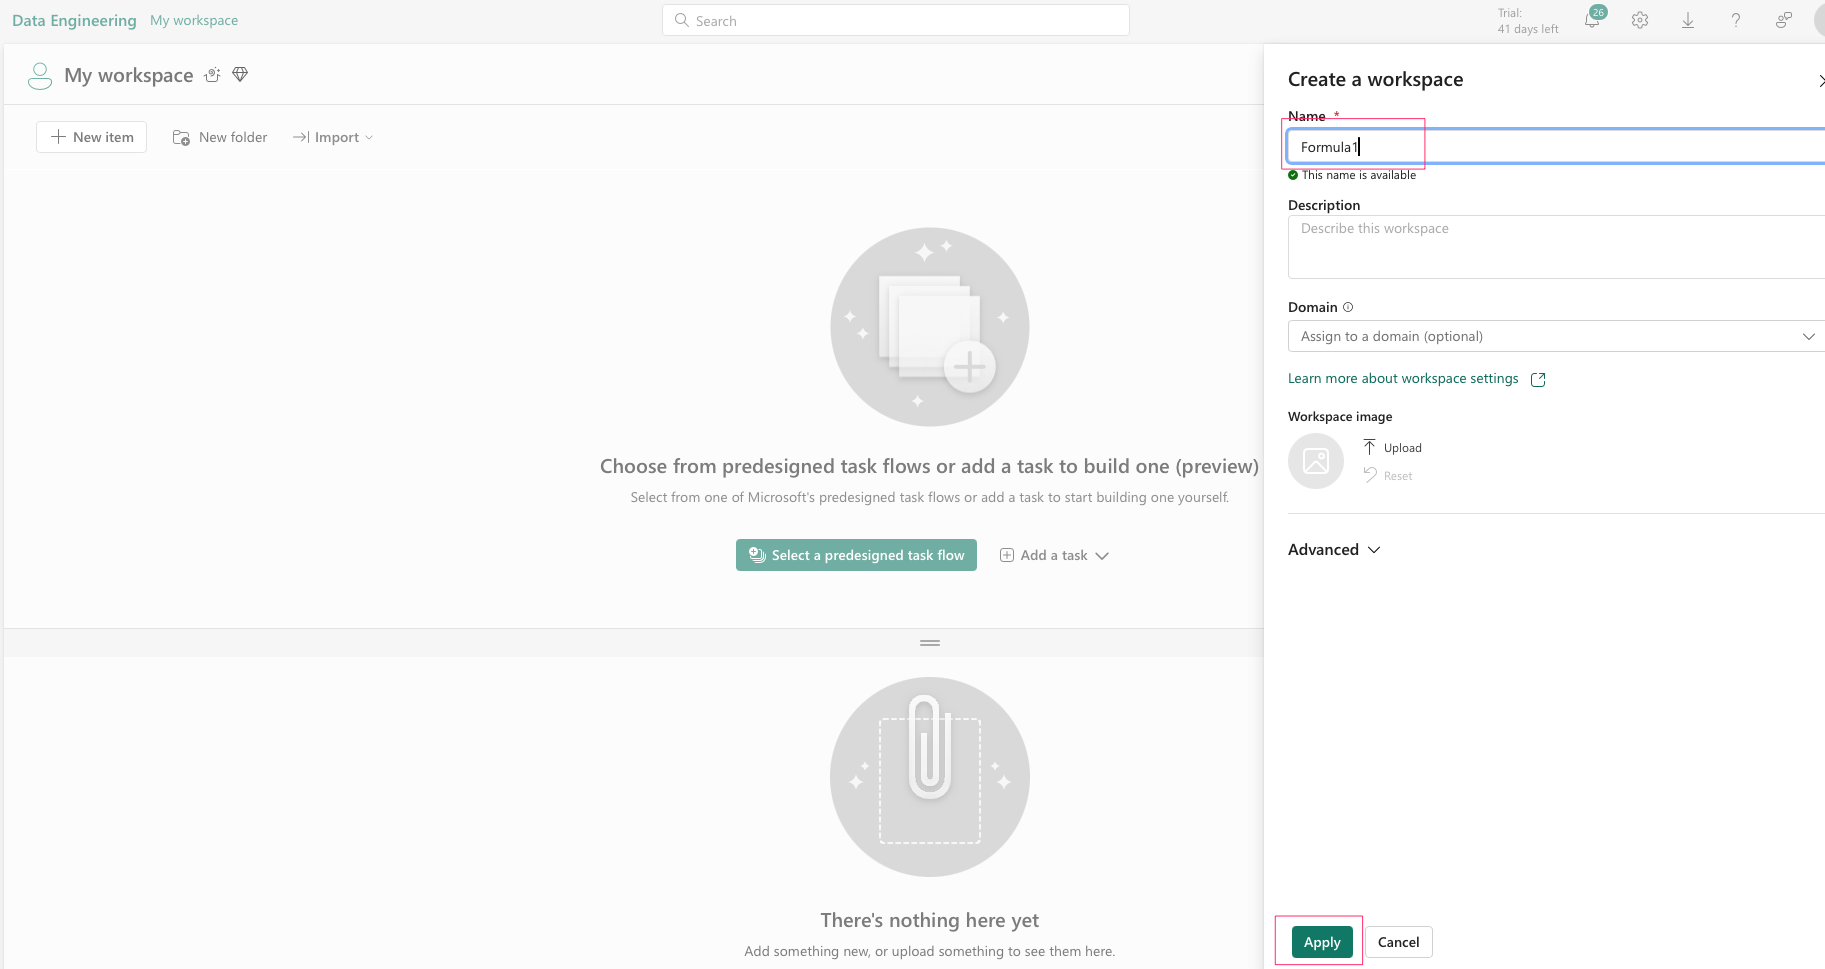 Data Engineering My workspace
Search
Trial:
41 days left
26
My workspace
New item New folder Import
Choose from predesigned task flows or add a task to build one (preview)
Select from one of Microsoft's predesigned task flows or add a task to start building one yourself.
Select a predesigned task flow Add a task
There's nothing here yet
Add something new, or upload something to see them here.
Create a workspace
Name *
Formula1
This name is available
Description
Describe this workspace
Domain
Assign to a domain (optional)
Learn more about workspace settings
Workspace image
Upload
Reset
Advanced
Apply Cancel